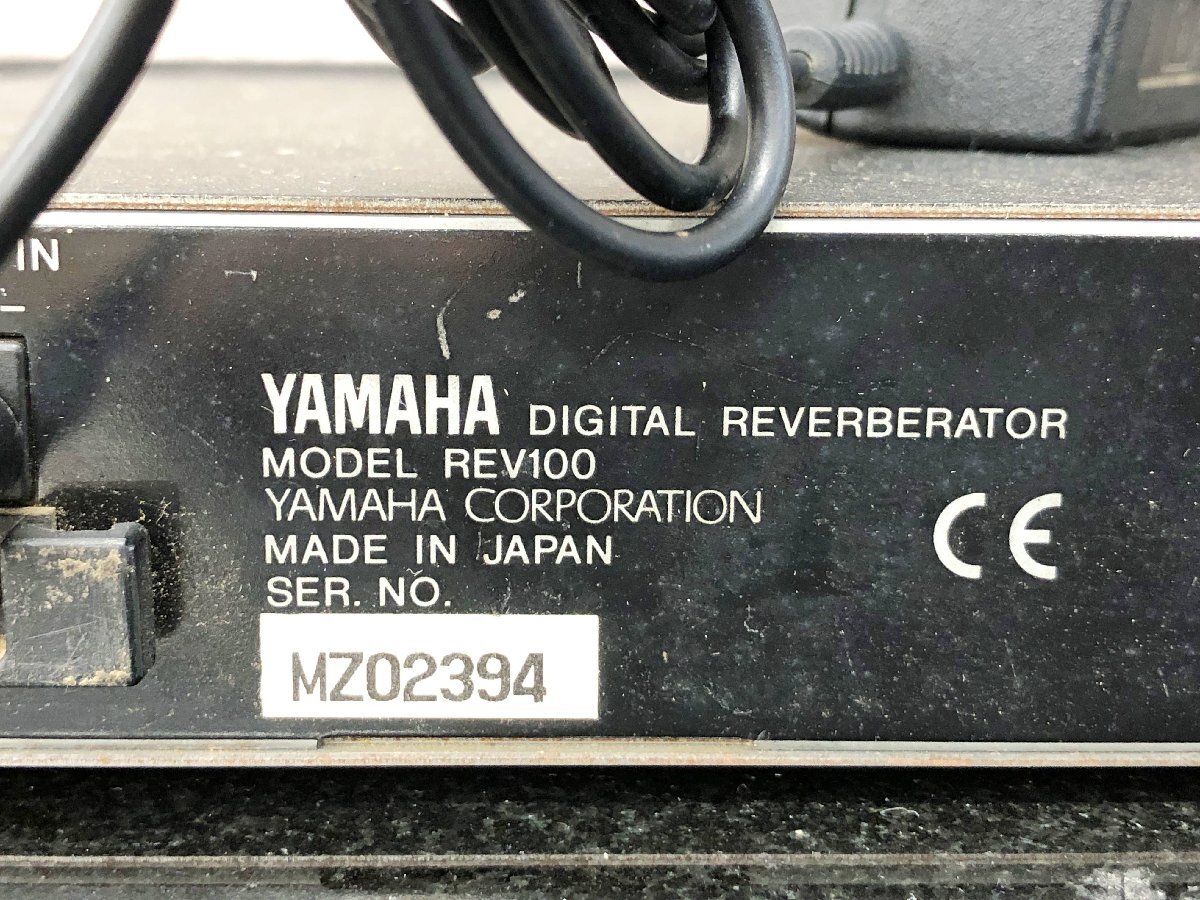 IN
YAMAHA DIGITAL REVERBERATOR
MODEL REV100
YAMAHA CORPORATION
MADE IN JAPAN
SER. NO.
MZ02394
CE